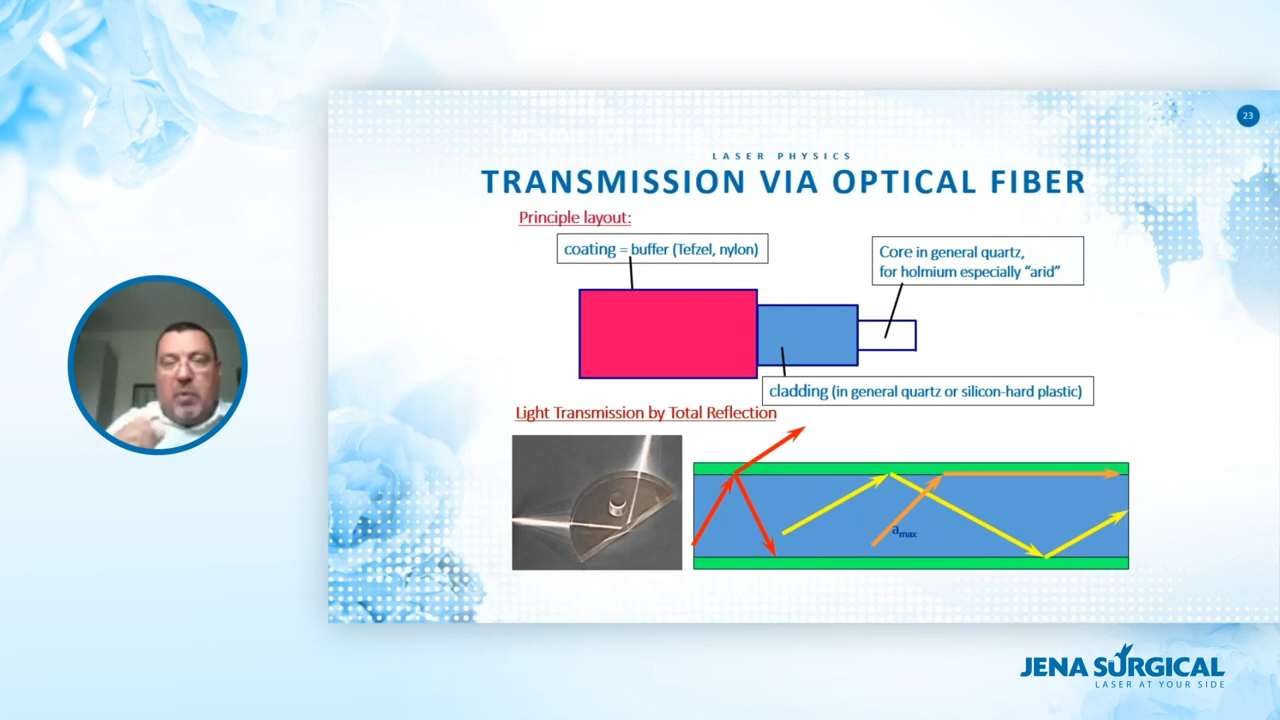 23
LASER PHYSICS
TRANSMISSION VIA OPTICAL FIBER
Principle layout:
coating = buffer (Tefzel, nylon)
Core in general quartz,
for holmium especially “arid”
cladding (in general quartz or silicon-hard plastic)
Light Transmission by Total Reflection
amax
JENA SURGICAL
LASER AT YOUR SIDE